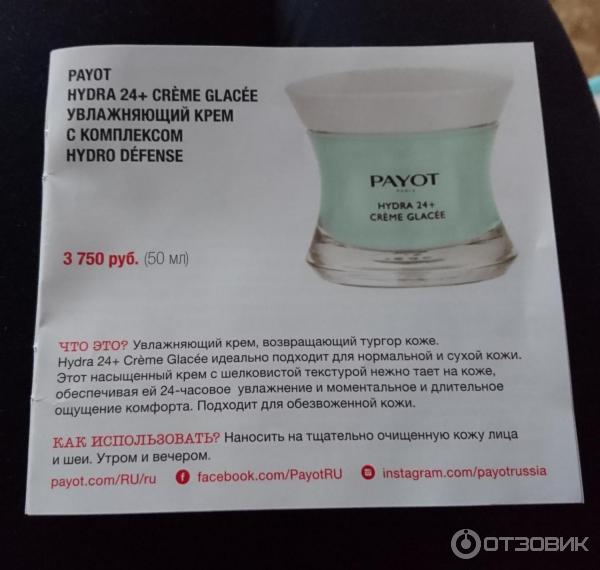 PAYOT
HYDRA 24+ CRÈME GLACÉE
УВЛАЖНЯЮЩИЙ КРЕМ
С КОМПЛЕКСОМ
HYDRO DÉFENSE
PAYOT
PARIS
HYDRA 24+
CRÈME GLACÉE
3 750 руб. (50 мл)
ЧТО ЭТО? Увлажняющий крем, возвращающий тургор коже.
Hydra 24+ Crème Glacée идеально подходит для нормальной и сухой кожи.
Этот насыщенный крем с шелковистой текстурой нежно тает на коже,
обеспечивая ей 24-часовое увлажнение и моментальное и длительное
ощущение комфорта. Подходит для обезвоженной кожи.
КАК ИСПОЛЬЗОВАТЬ? Наносить на тщательно очищенную кожу лица
и шеи. Утром и вечером.
payot.com/RU/ru facebook.com/PayotRU instagram.com/payotrussia
ОТЗОВИК